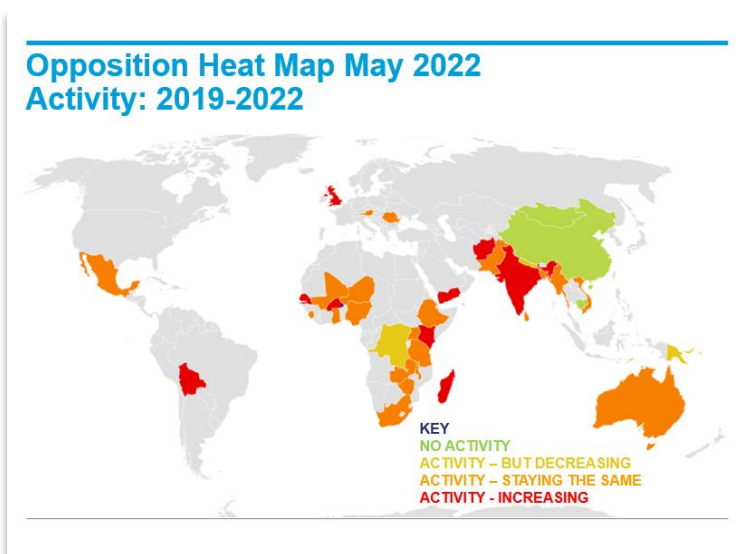 Opposition Heat Map May 2022
Activity: 2019-2022
KEY
NO ACTIVITY
ACTIVITY – BUT DECREASING
ACTIVITY – STAYING THE SAME
ACTIVITY - INCREASING